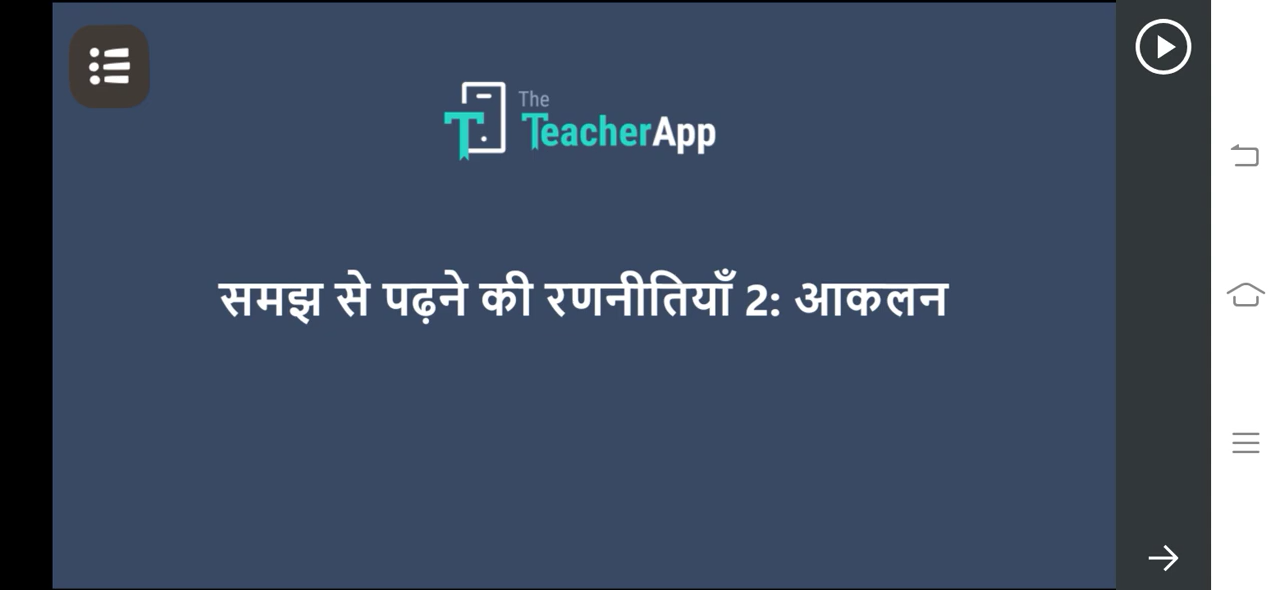 The
TeacherApp
समझ से पढ़ने की रणनीतियाँ 2: आकलन